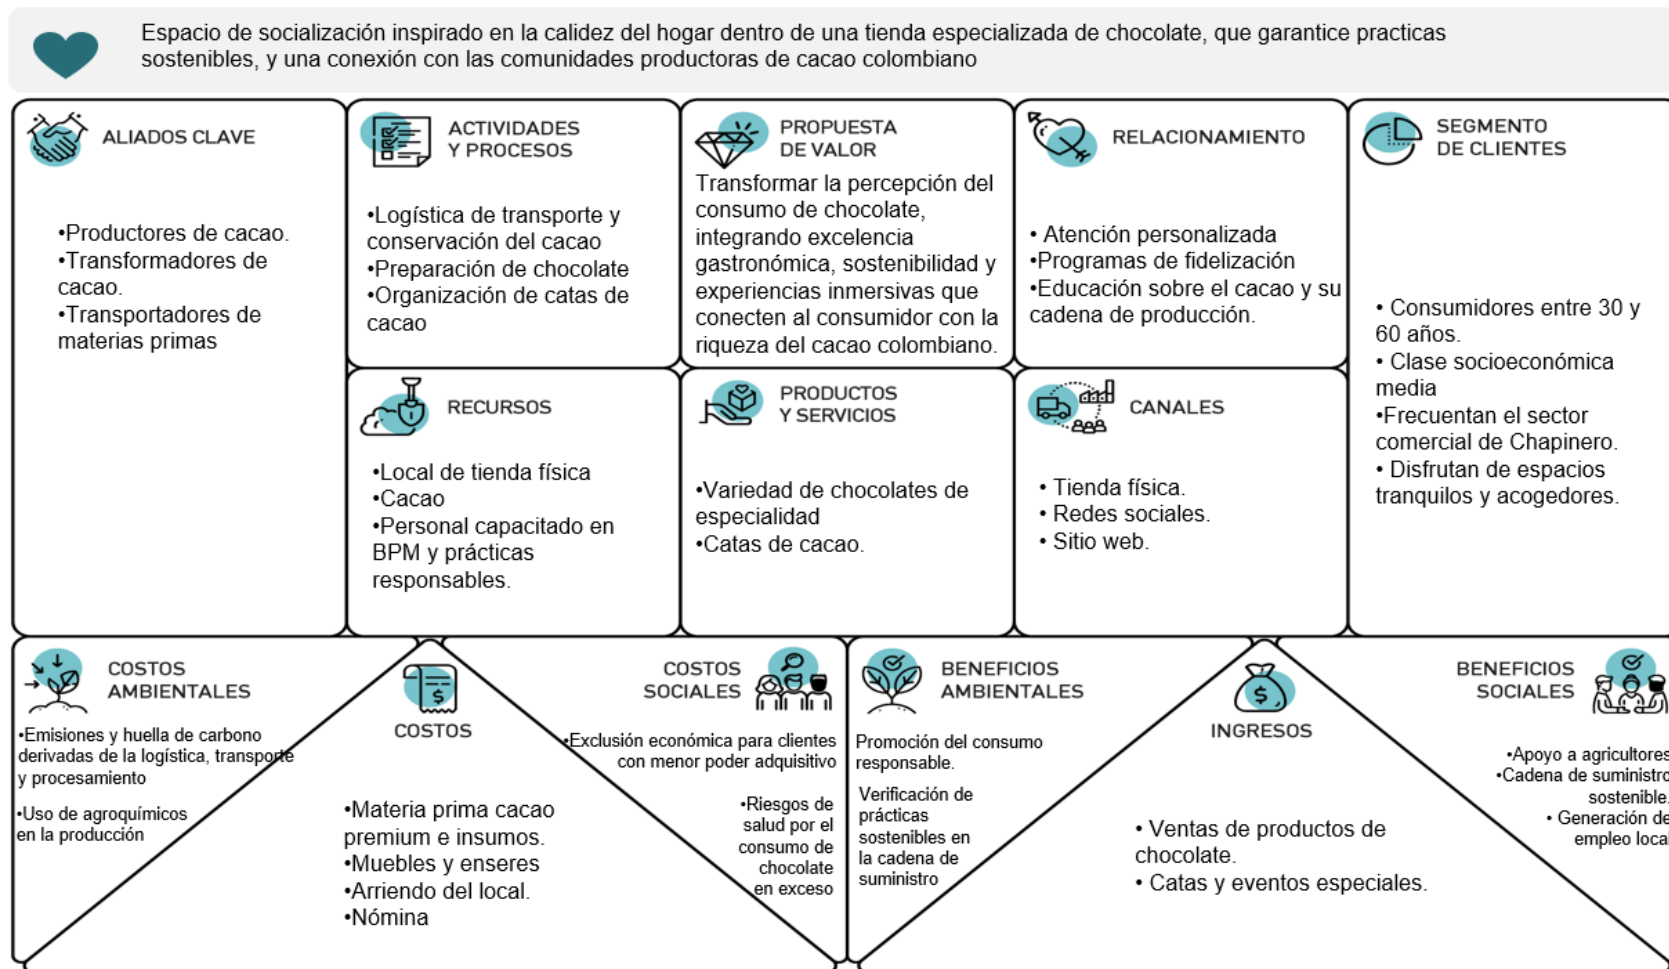 Espacio de socialización inspirado en la calidez del hogar dentro de una tienda especializada de chocolate, que garantice practicas
sostenibles, y una conexión con las comunidades productoras de cacao colombiano
ALIADOS CLAVE
•Productores de cacao.
•Transformadores de
cacao.
•Transportadores de
materias primas
ACTIVIDADES
Y PROCESOS
•Logística de transporte y
conservación del cacao
•Preparación de chocolate
•Organización de catas de
cacao
RECURSOS
•Local de tienda física
•Cacao
•Personal capacitado en
BPM y prácticas
responsables.
PROPUESTA
DE VALOR
Transformar la percepción del
consumo de chocolate,
integrando excelencia
gastronómica, sostenibilidad y
experiencias inmersivas que
conecten al consumidor con la
riqueza del cacao colombiano.
PRODUCTOS
Y SERVICIOS
•Variedad de chocolates de
especialidad
•Catas de cacao.
RELACIONAMIENTO
• Atención personalizada
•Programas de fidelización
•Educación sobre el cacao y su
cadena de producción.
CANALES
• Tienda física.
• Redes sociales.
• Sitio web.
SEGMENTO
DE CLIENTES
• Consumidores entre 30 y
60 años.
• Clase socioeconómica
media
•Frecuentan el sector
comercial de Chapinero.
• Disfrutan de espacios
tranquilos y acogedores.
COSTOS
AMBIENTALES
•Emisiones y huella de carbono
derivadas de la logística, transporte
y procesamiento
•Uso de agroquímicos
en la producción
$
COSTOS
•Materia prima cacao
premium e insumos.
•Muebles y enseres
•Arriendo del local.
•Nómina
COSTOS
SOCIALES
•Exclusión económica para clientes
con menor poder adquisitivo
•Riesgos de
salud por el
consumo de
chocolate
en exceso
BENEFICIOS
AMBIENTALES
Promoción del consumo
responsable.
Verificación de
prácticas
sostenibles en
la cadena de
suministro
$
INGRESOS
• Ventas de productos de
chocolate.
• Catas y eventos especiales.
BENEFICIOS
SOCIALES
•Apoyo a agricultores
•Cadena de suministro
sostenible.
• Generación de
empleo local